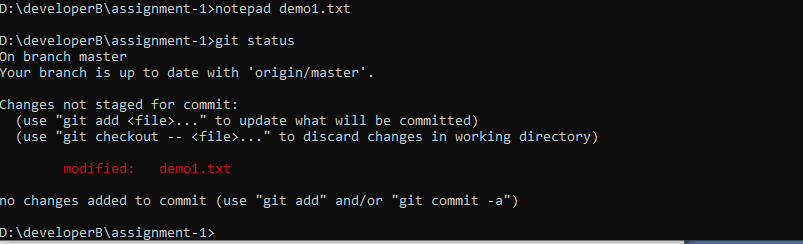 D:\developerB\assignment-1>notepad demo1.txt
D:\developerB\assignment-1>git status
On branch master
Your branch is up to date with 'origin/master'.
Changes not staged for commit:
  (use "git add <file>..." to update what will be committed)
  (use "git checkout -- <file>..." to discard changes in working directory)
        modified:   demo1.txt
no changes added to commit (use "git add" and/or "git commit -a")
D:\developerB\assignment-1>